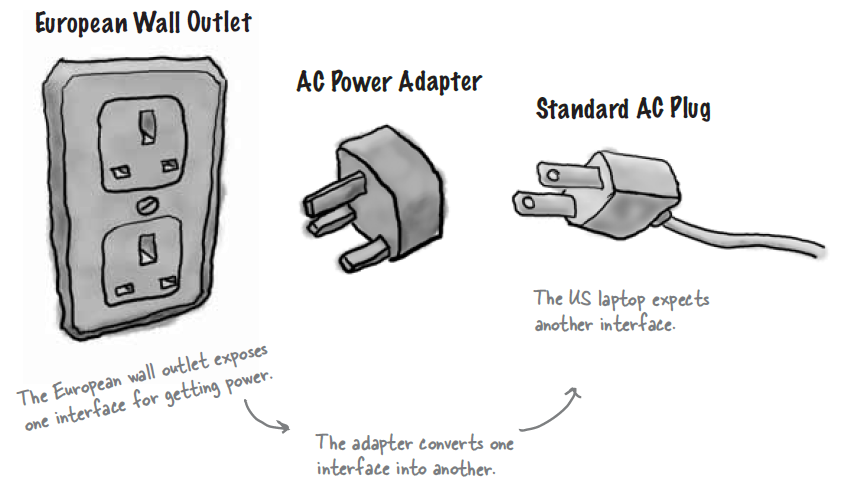 European Wall Outlet
AC Power Adapter
Standard AC Plug
The US laptop expects
another interface.
The European wall outlet exposes
one interface for getting power.
The adapter converts one
interface into another.